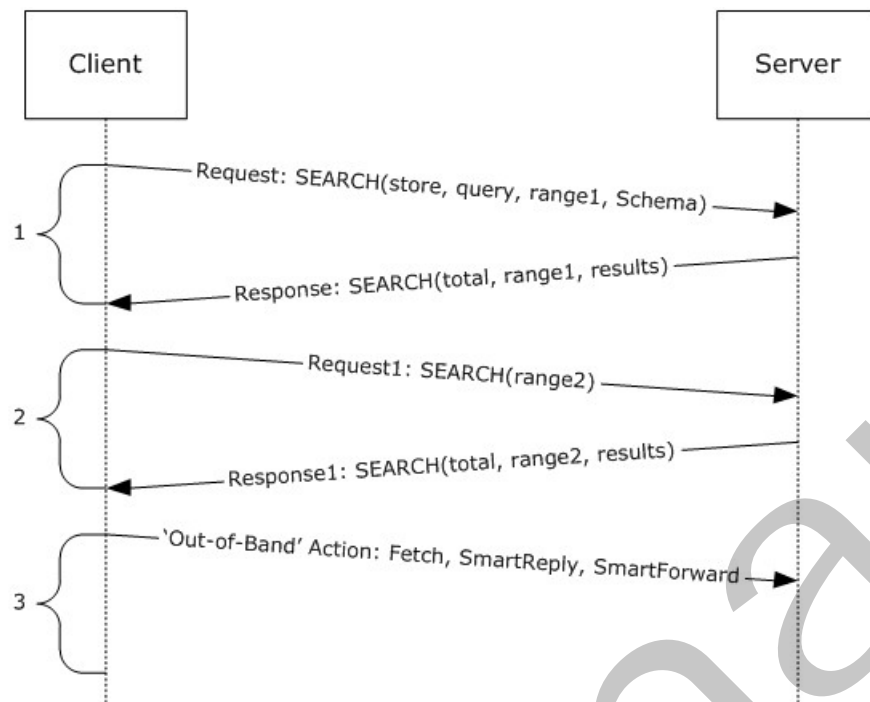 Client
Server
Request: SEARCH(store, query, range1, Schema)
1
Response: SEARCH(total, range1, results)
Request1: SEARCH(range2)
2
Response1: SEARCH(total, range2, results)
‘Out-of-Band’ Action: Fetch, SmartReply, SmartForward
3